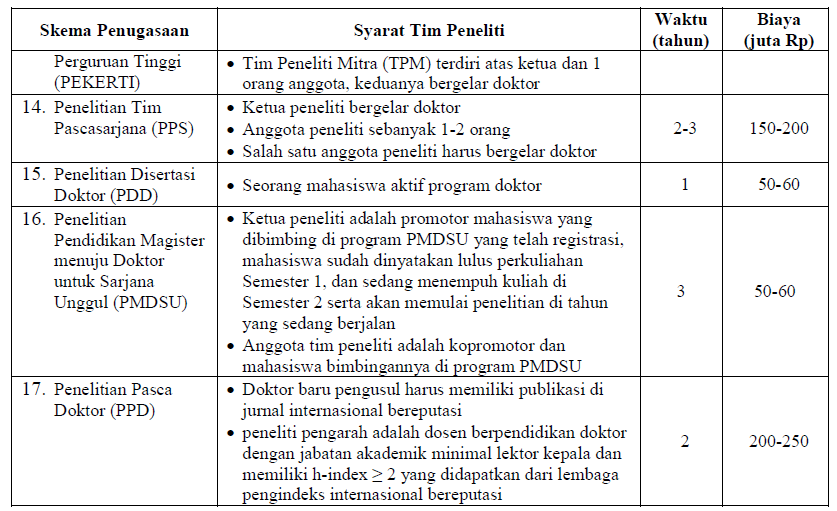 Skema Penugasaan
Syarat Tim Peneliti
Waktu
(tahun)
Biaya
(juta Rp)
Perguruan Tinggi
(PEKERTI)
• Tim Peneliti Mitra (TPM) terdiri atas ketua dan 1
orang anggota, keduanya bergelar doktor
14. Penelitian Tim
Pascasarjana (PPS)
• Ketua peneliti bergelar doktor
• Anggota peneliti sebanyak 1-2 orang
• Salah satu anggota peneliti harus bergelar doktor
2-3
150-200
15. Penelitian Disertasi
Doktor (PDD)
• Seorang mahasiswa aktif program doktor
1
50-60
16. Penelitian
Pendidikan Magister
menuju Doktor
untuk Sarjana
Unggul (PMDSU)
• Ketua peneliti adalah promotor mahasiswa yang
dibimbing di program PMDSU yang telah registrasi,
mahasiswa sudah dinyatakan lulus perkuliahan
Semester 1, dan sedang menempuh kuliah di
Semester 2 serta akan memulai penelitian di tahun
yang sedang berjalan
• Anggota tim peneliti adalah kopromotor dan
mahasiswa bimbingannya di program PMDSU
3
50-60
17. Penelitian Pasca
Doktor (PPD)
• Doktor baru pengusul harus memiliki publikasi di
jurnal internasional bereputasi
• peneliti pengarah adalah dosen berpendidikan doktor
dengan jabatan akademik minimal lektor kepala dan
memiliki h-index ≥ 2 yang didapatkan dari lembaga
pengindeks internasional bereputasi
2
200-250